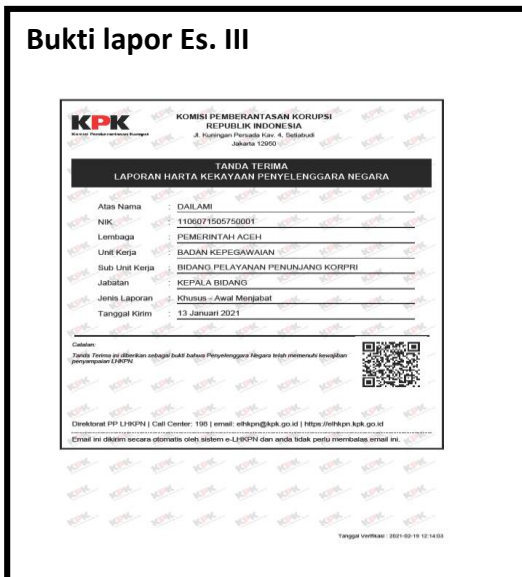 Bukti lapor Es. III
KPK
Komisi Pemberantasan Korupsi
KOMISI PEMBERANTASAN KORUPSI
REPUBLIK INDONESIA
Jl. Kuningan Persada Kav. 4, Setiabudi
Jakarta 12950
TANDA TERIMA
LAPORAN HARTA KEKAYAAN PENYELENGGARA NEGARA
Atas Nama : DAILAMI
NIK : 1106071505750001
Lembaga : PEMERINTAH ACEH
Unit Kerja : BADAN KEPEGAWAIAN
Sub Unit Kerja : BIDANG PELAYANAN PENUNJANG KORPRI
Jabatan : KEPALA BIDANG
Jenis Laporan : Khusus - Awal Menjabat
Tanggal Kirim : 13 Januari 2021
Catatan:
Tanda Terima ini diberikan sebagai bukti bahwa Penyelenggara Negara telah memenuhi kewajiban
penyampaian LHKPN.
Direktorat PP LHKPN | Call Center: 198 | email: elhkpn@kpk.go.id | https://elhkpn.kpk.go.id
Email ini dikirim secara otomatis oleh sistem e-LHKPN dan anda tidak perlu membalas email ini.
Tanggal Verifikasi : 2021-02-19 12:14:03